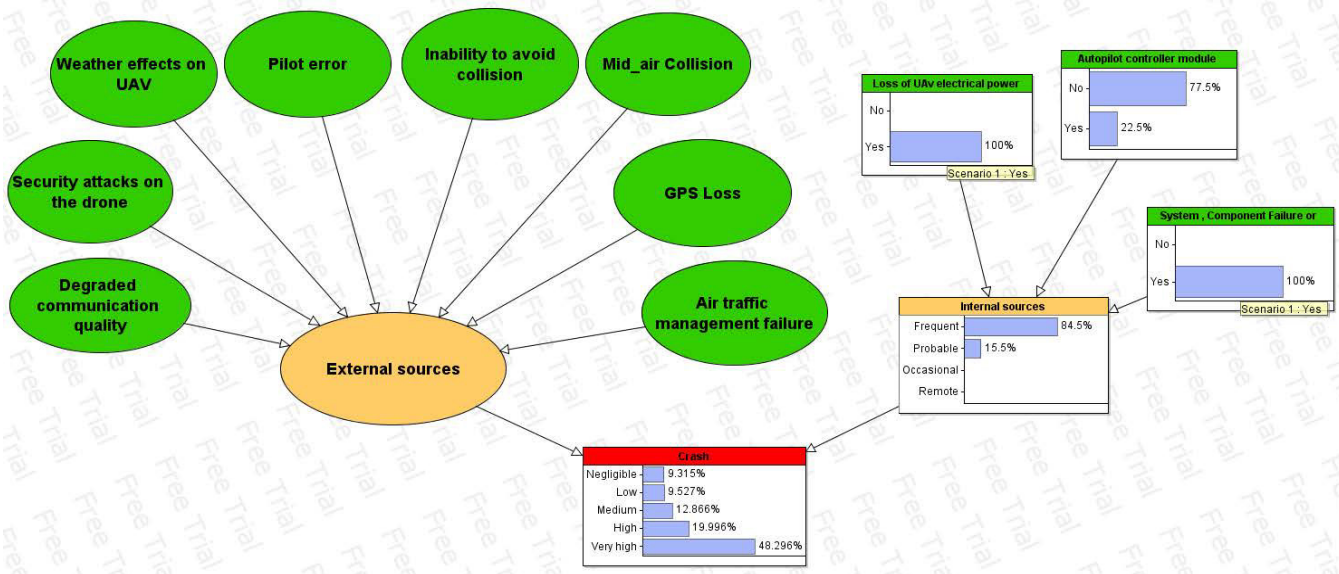 Weather effects on
UAV
Pilot error
Inability to avoid
collision
Mid_air Collision
Security attacks on
the drone
GPS Loss
Degraded
communication
quality
Air traffic
management failure
External sources
Loss of UAv electrical power
No
Yes 100%
Scenario 1 : Yes
Autopilot controller module
No 77.5%
Yes 22.5%
System , Component Failure or
No
Yes 100%
Scenario 1 : Yes
Internal sources
Frequent 84.5%
Probable 15.5%
Occasional
Remote
Crash
Negligible 9.315%
Low 9.527%
Medium 12.866%
High 19.996%
Very high 48.296%
Free Trial